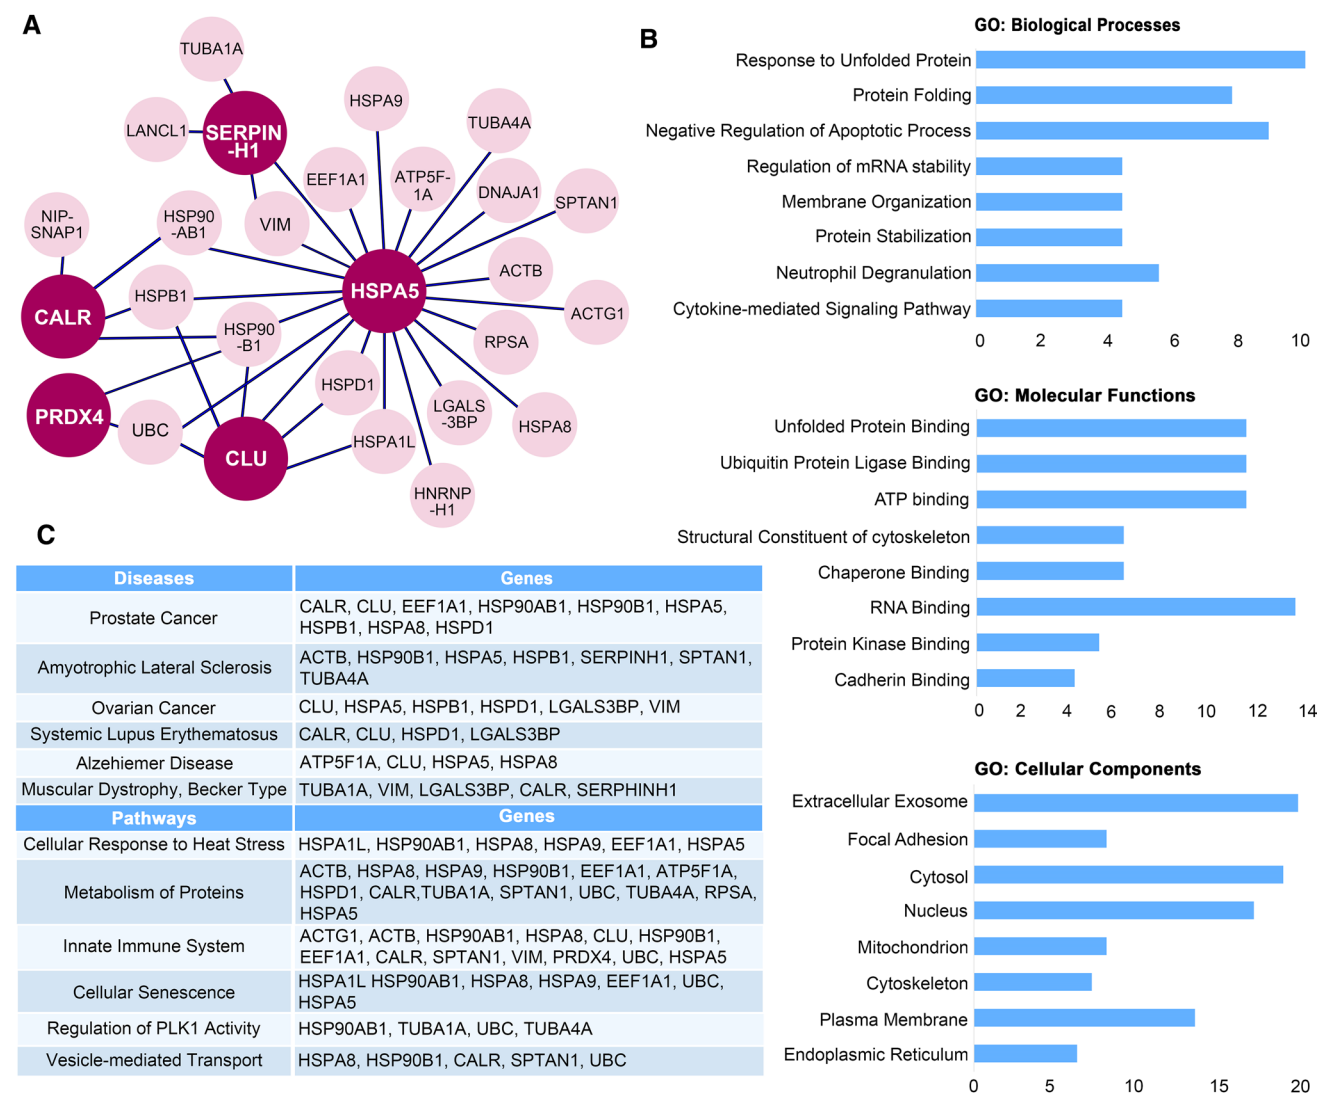 A
TUBA1A
LANCL1
SERPIN
-H1
HSPA9
TUBA4A
EEF1A1
ATP5F-
1A
DNAJA1
SPTAN1
NIP-
SNAP1
HSP90
-AB1
VIM
ACTB
HSPA5
CALR
HSPB1
ACTG1
HSP90
-B1
RPSA
HSPD1
PRDX4
UBC
LGALS
-3BP
HSPA8
CLU
HSPA1L
HNRNP
-H1
B
GO: Biological Processes
Response to Unfolded Protein
Protein Folding
Negative Regulation of Apoptotic Process
Regulation of mRNA stability
Membrane Organization
Protein Stabilization
Neutrophil Degranulation
Cytokine-mediated Signaling Pathway
0 2 4 6 8 10
GO: Molecular Functions
Unfolded Protein Binding
Ubiquitin Protein Ligase Binding
ATP binding
Structural Constituent of cytoskeleton
Chaperone Binding
RNA Binding
Protein Kinase Binding
Cadherin Binding
0 2 4 6 8 10 12 14
GO: Cellular Components
Extracellular Exosome
Focal Adhesion
Cytosol
Nucleus
Mitochondrion
Cytoskeleton
Plasma Membrane
Endoplasmic Reticulum
0 5 10 15 20
C
Diseases Genes
Prostate Cancer CALR, CLU, EEF1A1, HSP90AB1, HSP90B1, HSPA5,
HSPB1, HSPA8, HSPD1
Amyotrophic Lateral Sclerosis ACTB, HSP90B1, HSPA5, HSPB1, SERPINH1, SPTAN1,
TUBA4A
Ovarian Cancer CLU, HSPA5, HSPB1, HSPD1, LGALS3BP, VIM
Systemic Lupus Erythematosus CALR, CLU, HSPD1, LGALS3BP
Alzehiemer Disease ATP5F1A, CLU, HSPA5, HSPA8
Muscular Dystrophy, Becker Type TUBA1A, VIM, LGALS3BP, CALR, SERPHINH1
Pathways Genes
Cellular Response to Heat Stress HSPA1L, HSP90AB1, HSPA8, HSPA9, EEF1A1, HSPA5
Metabolism of Proteins ACTB, HSPA8, HSPA9, HSP90B1, EEF1A1, ATP5F1A,
HSPD1, CALR,TUBA1A, SPTAN1, UBC, TUBA4A, RPSA,
HSPA5
Innate Immune System ACTG1, ACTB, HSP90AB1, HSPA8, CLU, HSP90B1,
EEF1A1, CALR, SPTAN1, VIM, PRDX4, UBC, HSPA5
Cellular Senescence HSPA1L HSP90AB1, HSPA8, HSPA9, EEF1A1, UBC,
HSPA5
Regulation of PLK1 Activity HSP90AB1, TUBA1A, UBC, TUBA4A
Vesicle-mediated Transport HSPA8, HSP90B1, CALR, SPTAN1, UBC